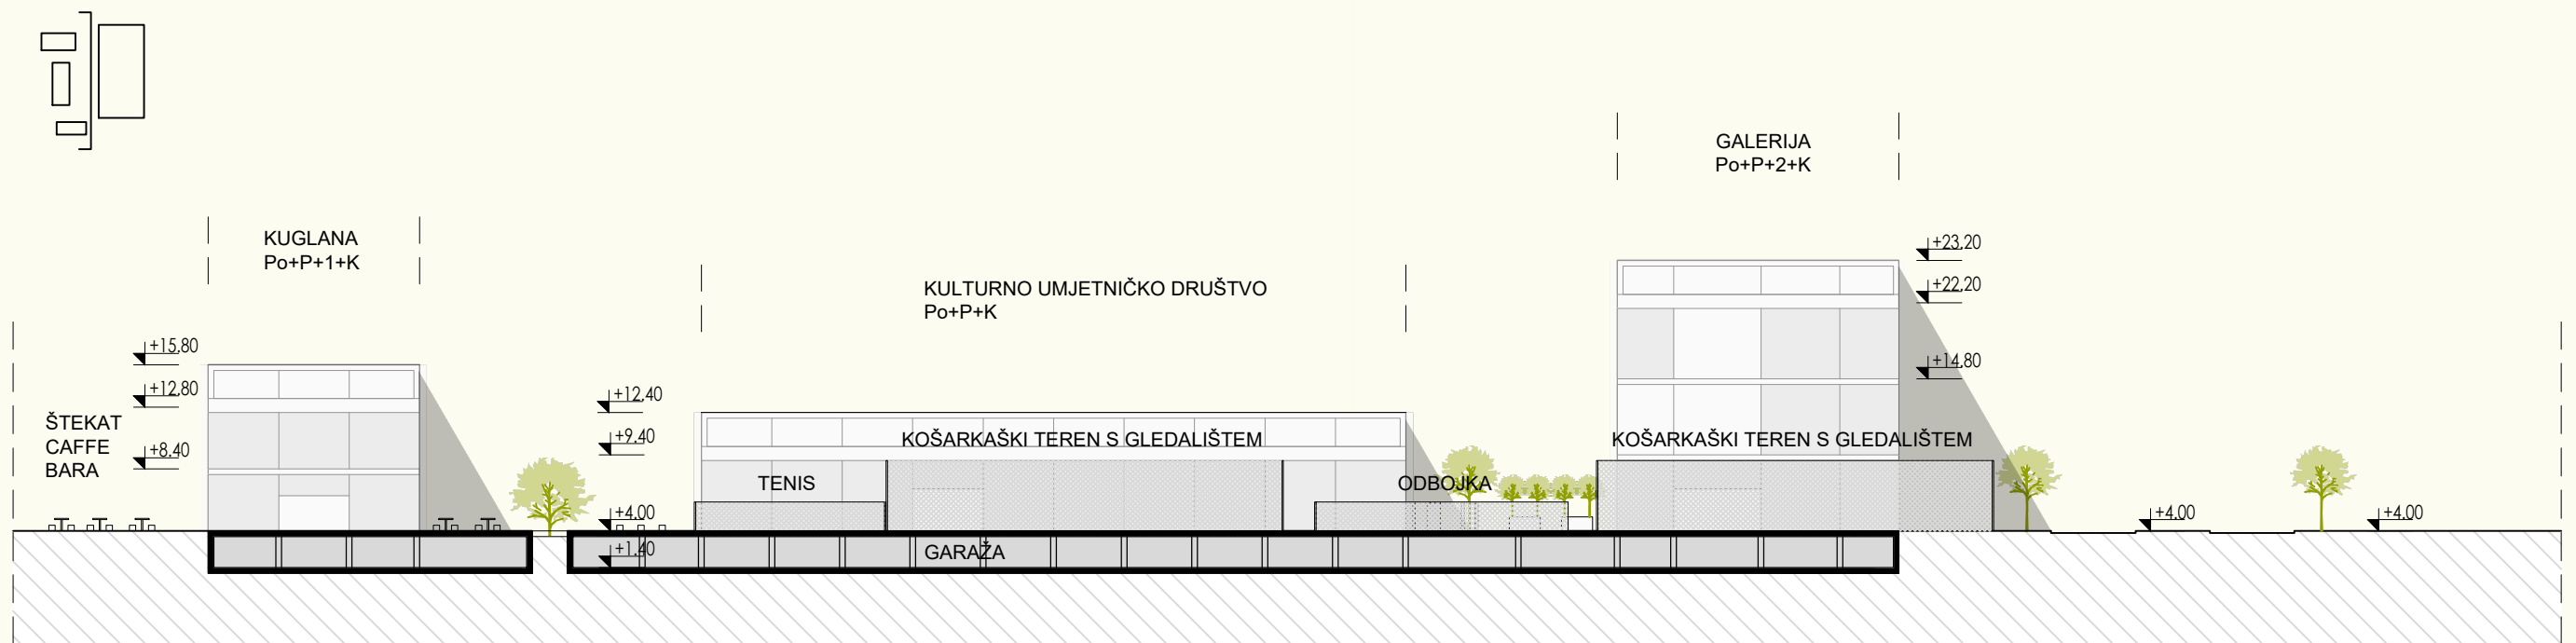 GALERIJA
Po+P+2+K
KUGLANA
Po+P+1+K
KULTURNO UMJETNIČKO DRUŠTVO
Po+P+K
+23,20
+22,20
+14,80
+15,80
+12,80
+8,40
ŠTEKAT
CAFFE
BARA
+12,40
+9,40
+4,00
+1,40
KOŠARKAŠKI TEREN S GLEDALIŠTEM
KOŠARKAŠKI TEREN S GLEDALIŠTEM
TENIS
ODBOJKA
GARAŽA
+4,00
+4,00